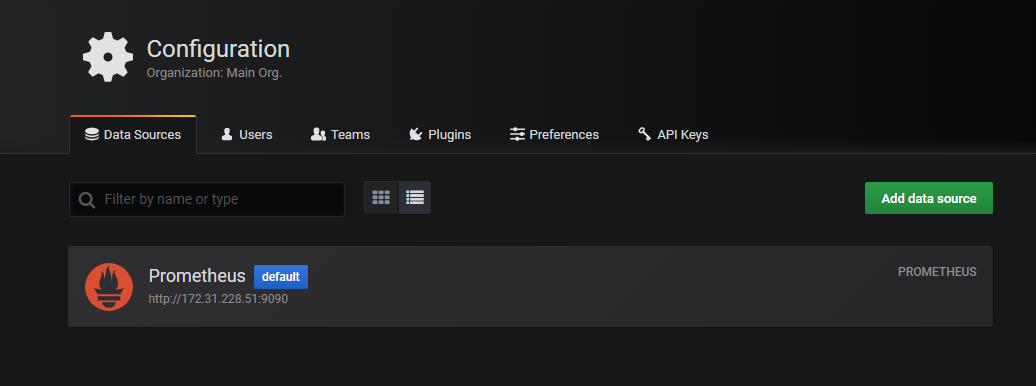 Configuration
Organization: Main Org.
Data Sources Users Teams Plugins Preferences API Keys
Filter by name or type Add data source
Prometheus default PROMETHEUS
http://172.31.228.51:9090